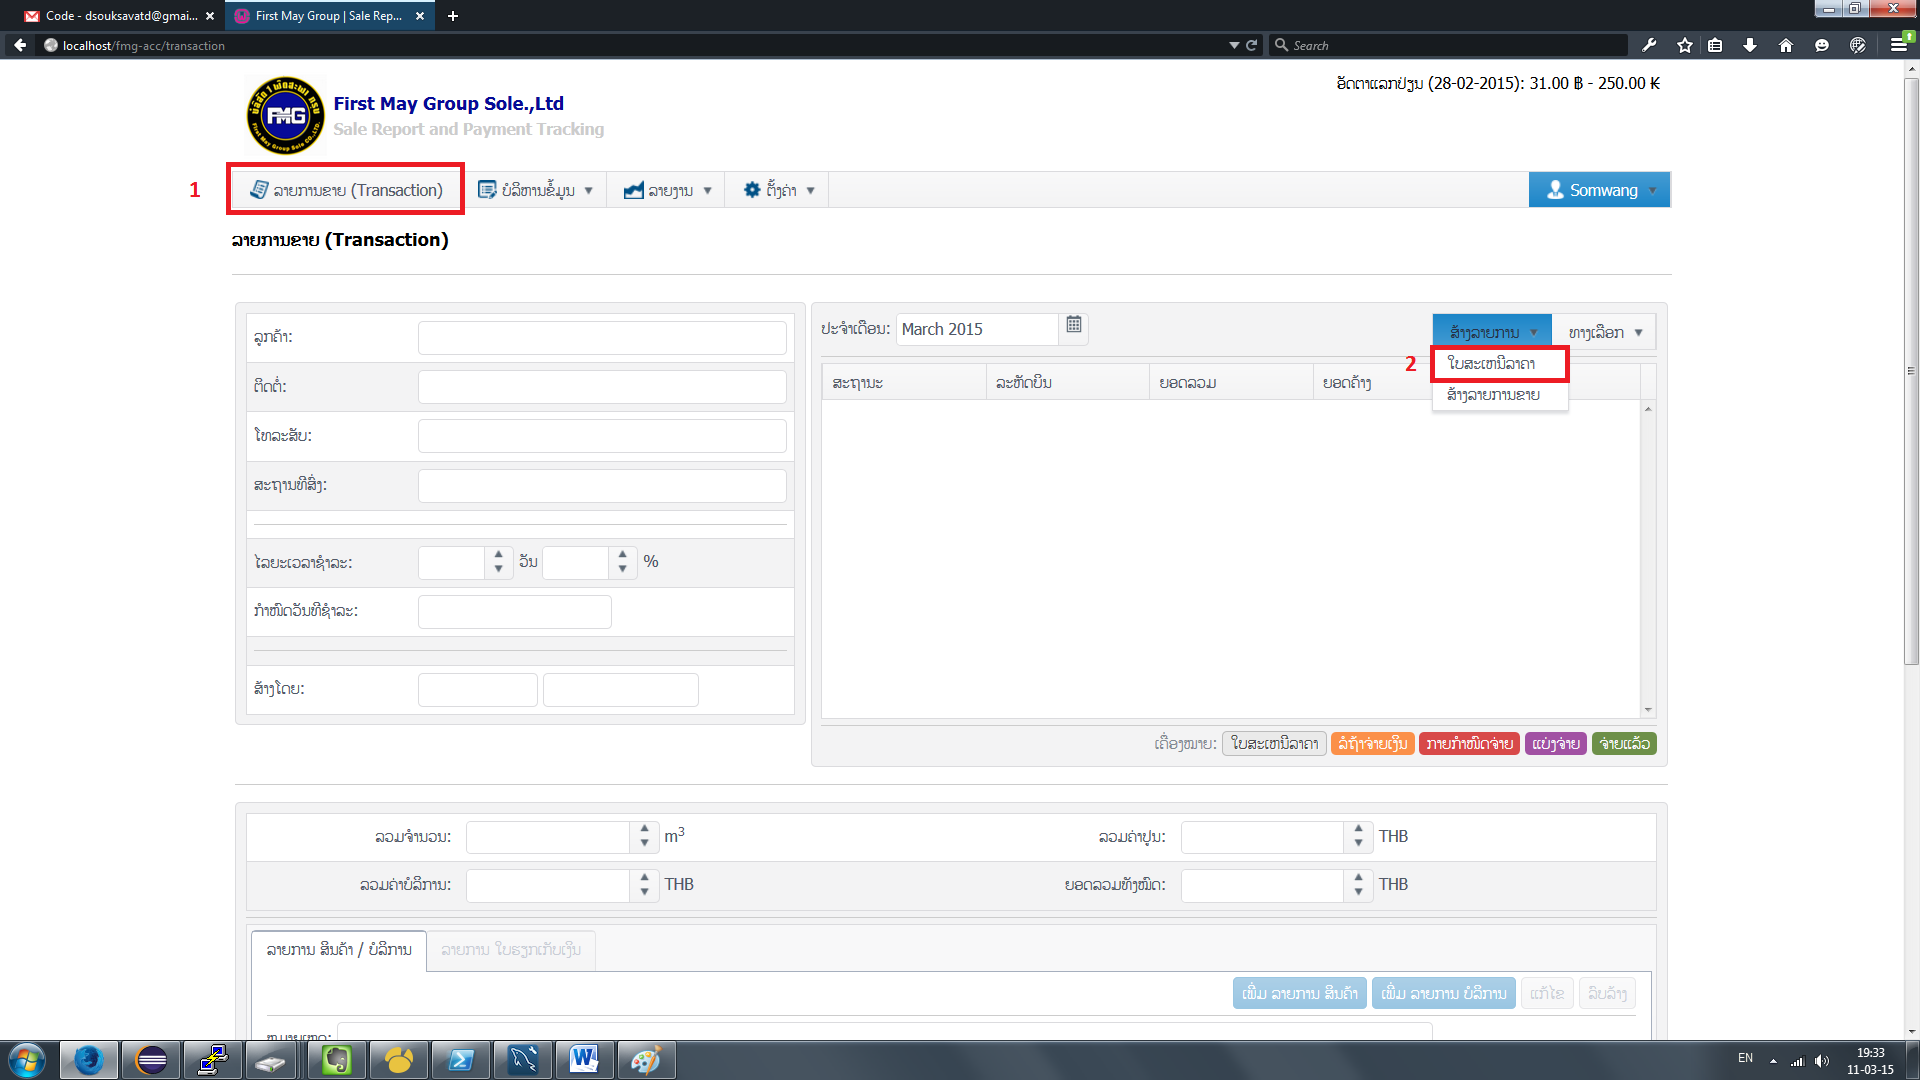 Code - dsouksavatd@gmai...
First May Group | Sale Rep...
localhost/fmg-acc/transaction
Search
ອັດຕາແລກປ່ຽນ (28-02-2015): 31.00 ฿ - 250.00 ₭
FMG
First May Group Sole.,Ltd
Sale Report and Payment Tracking
1
ລາຍການຂາຍ (Transaction)
ບໍລິຫານຂໍ້ມູນ
ລາຍງານ
ຕັ້ງຄ່າ
Somwang
ລາຍການຂາຍ (Transaction)
ລູກຄ້າ:
ຕິດຕໍ່:
ໂທລະສັບ:
ສະຖານທີ່ສົ່ງ:
ໄລຍະເວລາຊຳລະ:
ວັນ
%
ກຳໜົດວັນທີຊຳລະ:
ສ້າງໂດຍ:
ປະຈຳເດືອນ:
March 2015
ສ້າງລາຍການ
ທາງເລືອກ
2
ໃບສະເຫນີລາຄາ
ສ້າງລາຍການຂາຍ
ສະຖານະ
ລະຫັດບິນ
ຍອດລວມ
ຍອດຄ້າງ
ເຄື່ອງໝາຍ:
ໃບສະເຫນີລາຄາ
ລໍຖ້າຈ່າຍເງິນ
ກາຍກຳໜົດຈ່າຍ
ແບ່ງຈ່າຍ
ຈ່າຍແລ້ວ
ລວມຈຳນວນ:
m3
ລວມຄ່າປູນ:
THB
ລວມຄ່າບໍລິການ:
THB
ຍອດລວມທັງໝົດ:
THB
ລາຍການ ສິນຄ້າ / ບໍລິການ
ລາຍການ ໃບຮຽກເກັບເງິນ
ເພີ່ມ ລາຍການ ສິນຄ້າ
ເພີ່ມ ລາຍການ ບໍລິການ
ແກ້ໄຂ
ລົບລ້າງ
ໝາຍເຫດ:
EN
19:33
11-03-15